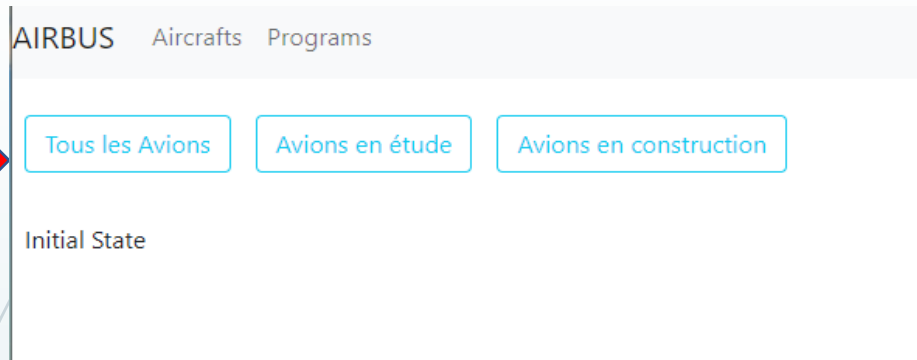 AIRBUS Aircrafts Programs
Tous les Avions Avions en étude Avions en construction
Initial State